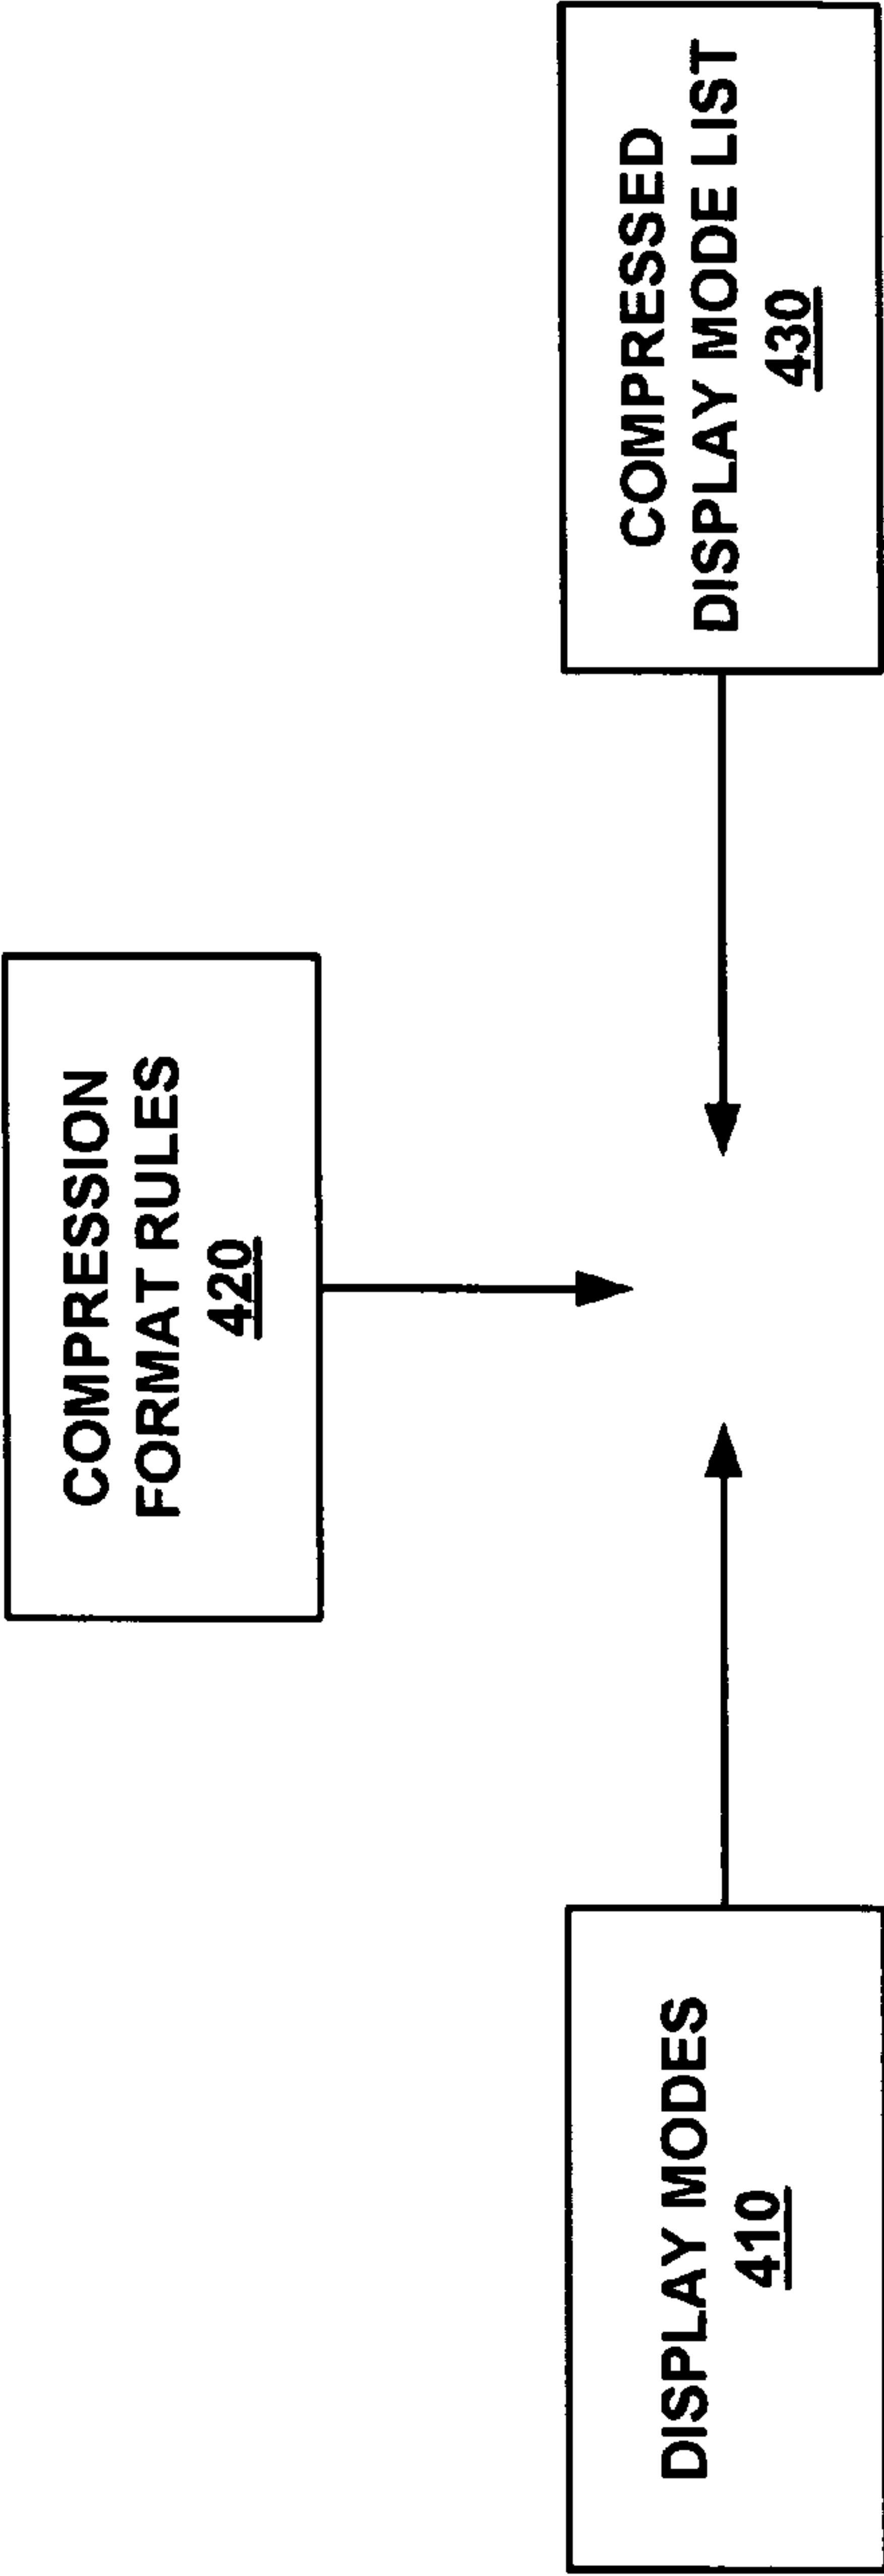 DISPLAY MODES
410
COMPRESSION
FORMAT RULES
420
COMPRESSED
DISPLAY MODE LIST
430